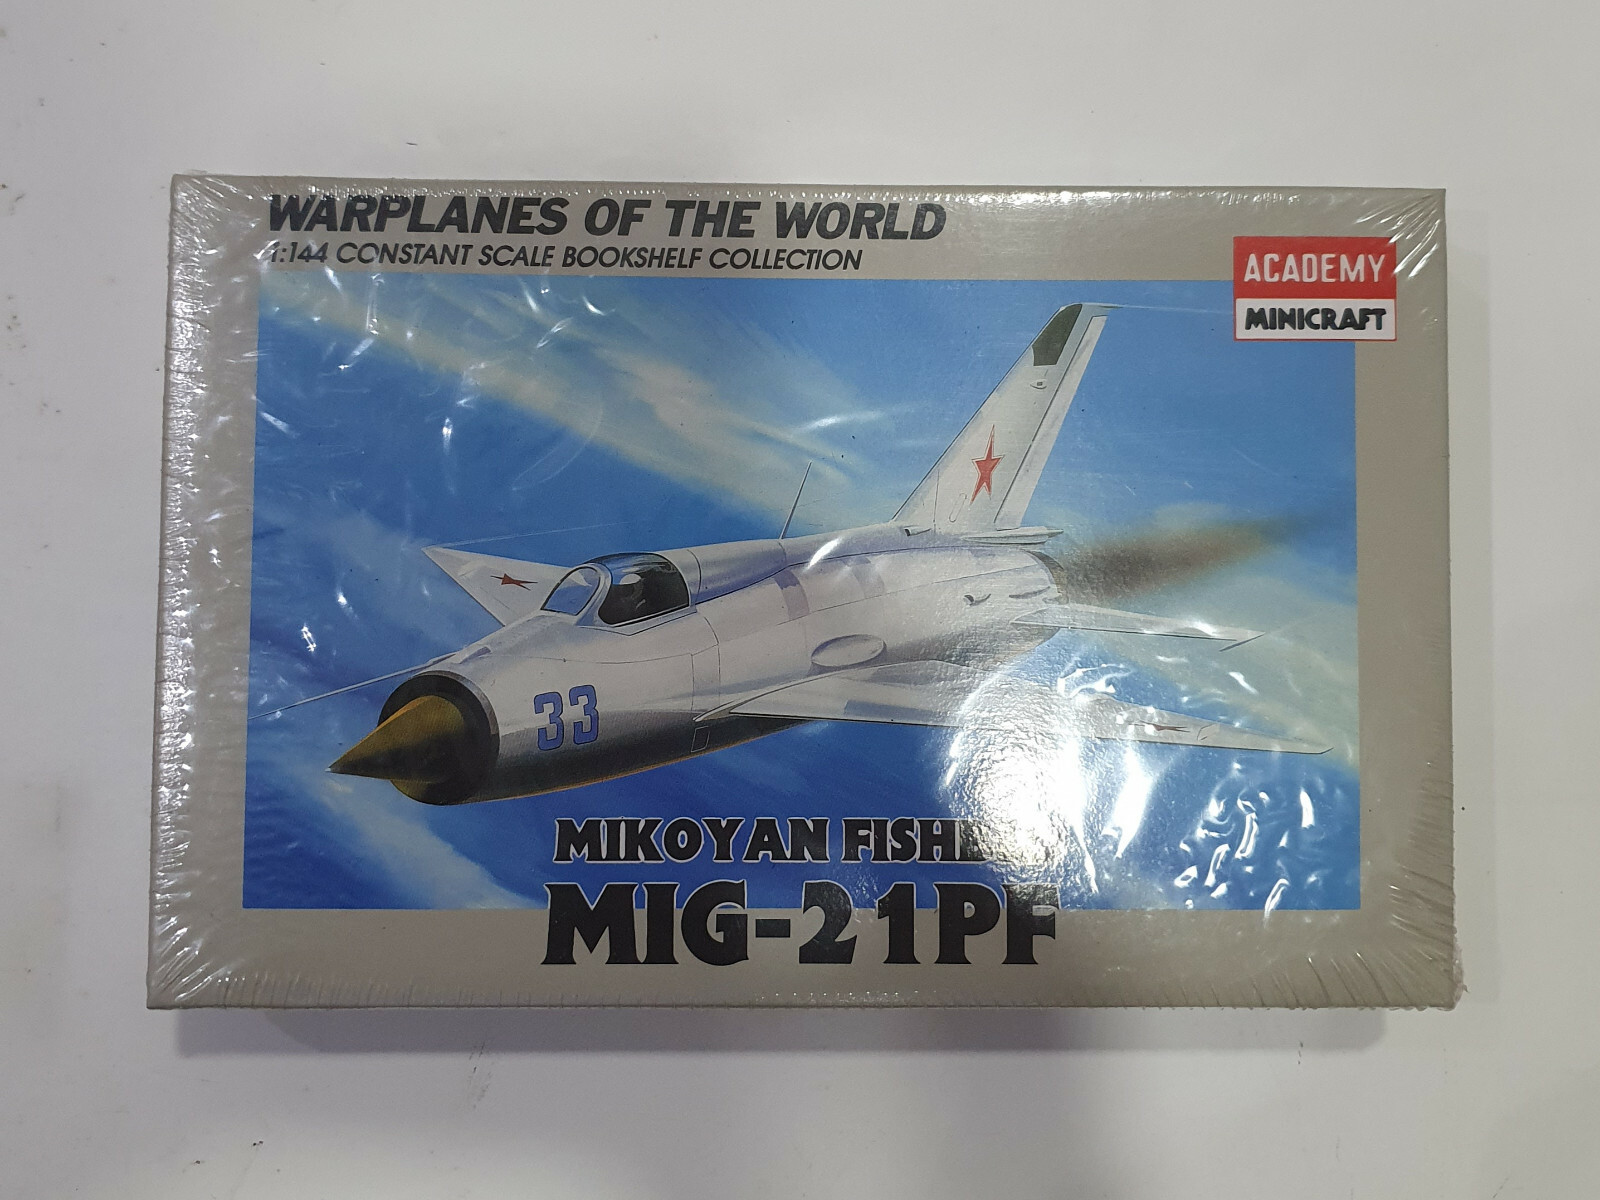 WARPLANES OF THE WORLD
1:144 CONSTANT SCALE BOOKSHELF COLLECTION
ACADEMY
MINICRAFT
33
MIKOYAN
MIG-21PF